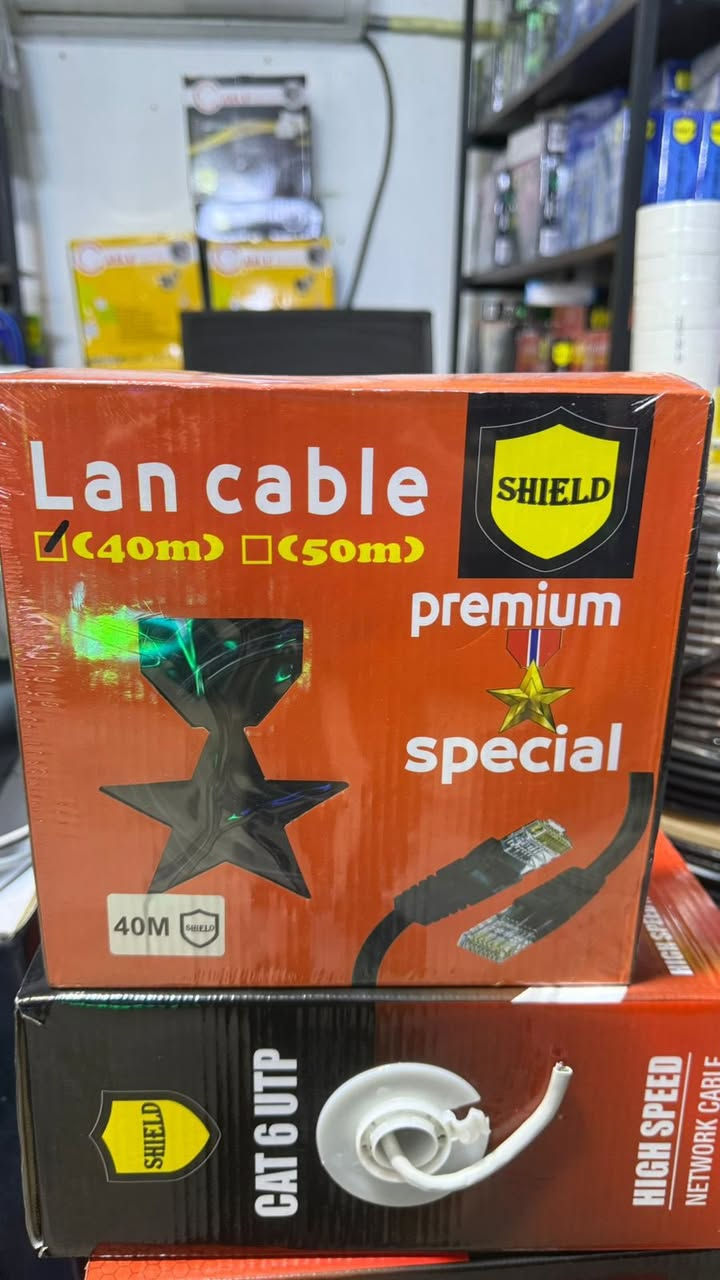 Lan cable
(40m) (50m)
SHIELD
premium
special
40M SHIELD
SHIELD
CAT 6 UTP
HIGH SPEED
NETWORK CABLE
HIGH SPEED